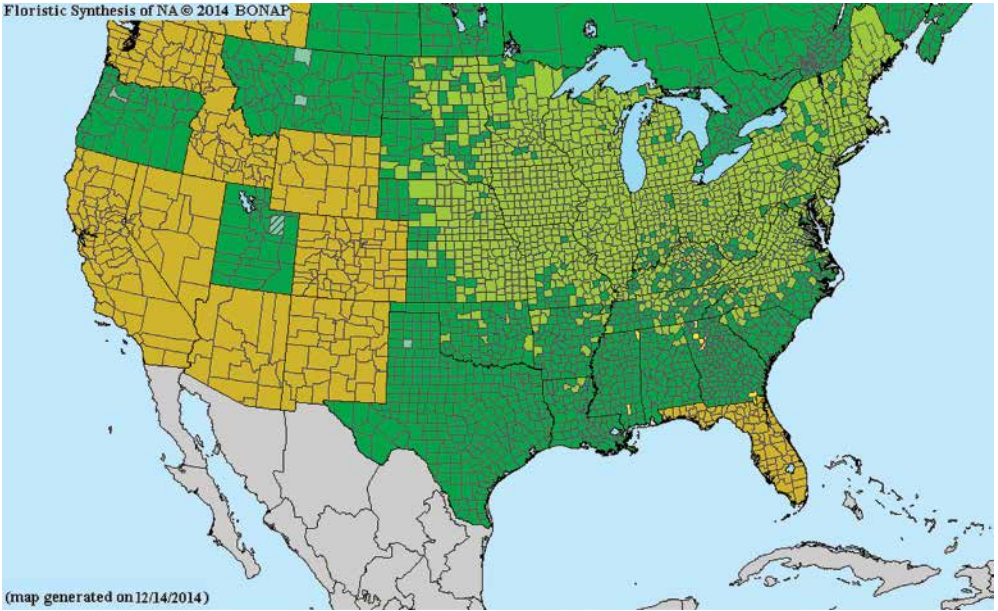 Floristic Synthesis of NA © 2014 BONAP
(map generated on 12/14/2014)